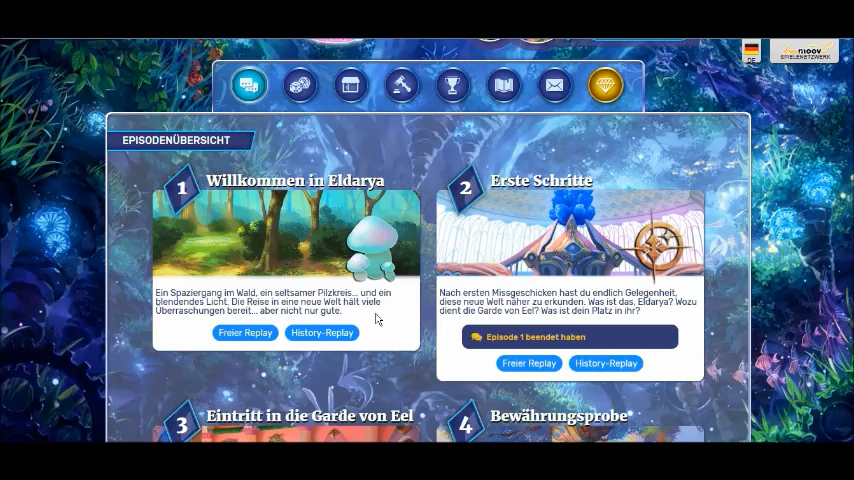 DE
moov
SPIELENETZWERK
EPISODENÜBERSICHT
1 Willkommen in Eldarya
Ein Spaziergang im Wald, ein seltsamer Pilzkreis... und ein
blendendes Licht. Die Reise in eine neue Welt hält viele
Überraschungen bereit... aber nicht nur gute.
Freier Replay
History-Replay
2 Erste Schritte
Nach ersten Missgeschicken hast du endlich Gelegenheit,
diese neue Welt näher zu erkunden. Was ist das, Eldarya? Wozu
dient die Garde von Eel? Was ist dein Platz in ihr?
Episode 1 beendet haben
Freier Replay
History-Replay
3 Eintritt in die Garde von Eel
4 Bewährungsprobe